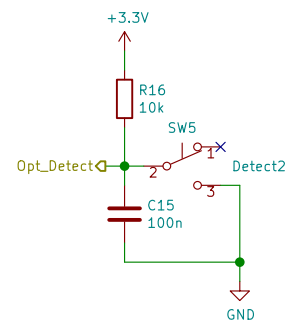 +3.3V
R16
10k
SW5
Opt_Detect
1
2
Detect2
3
C15
100n
GND